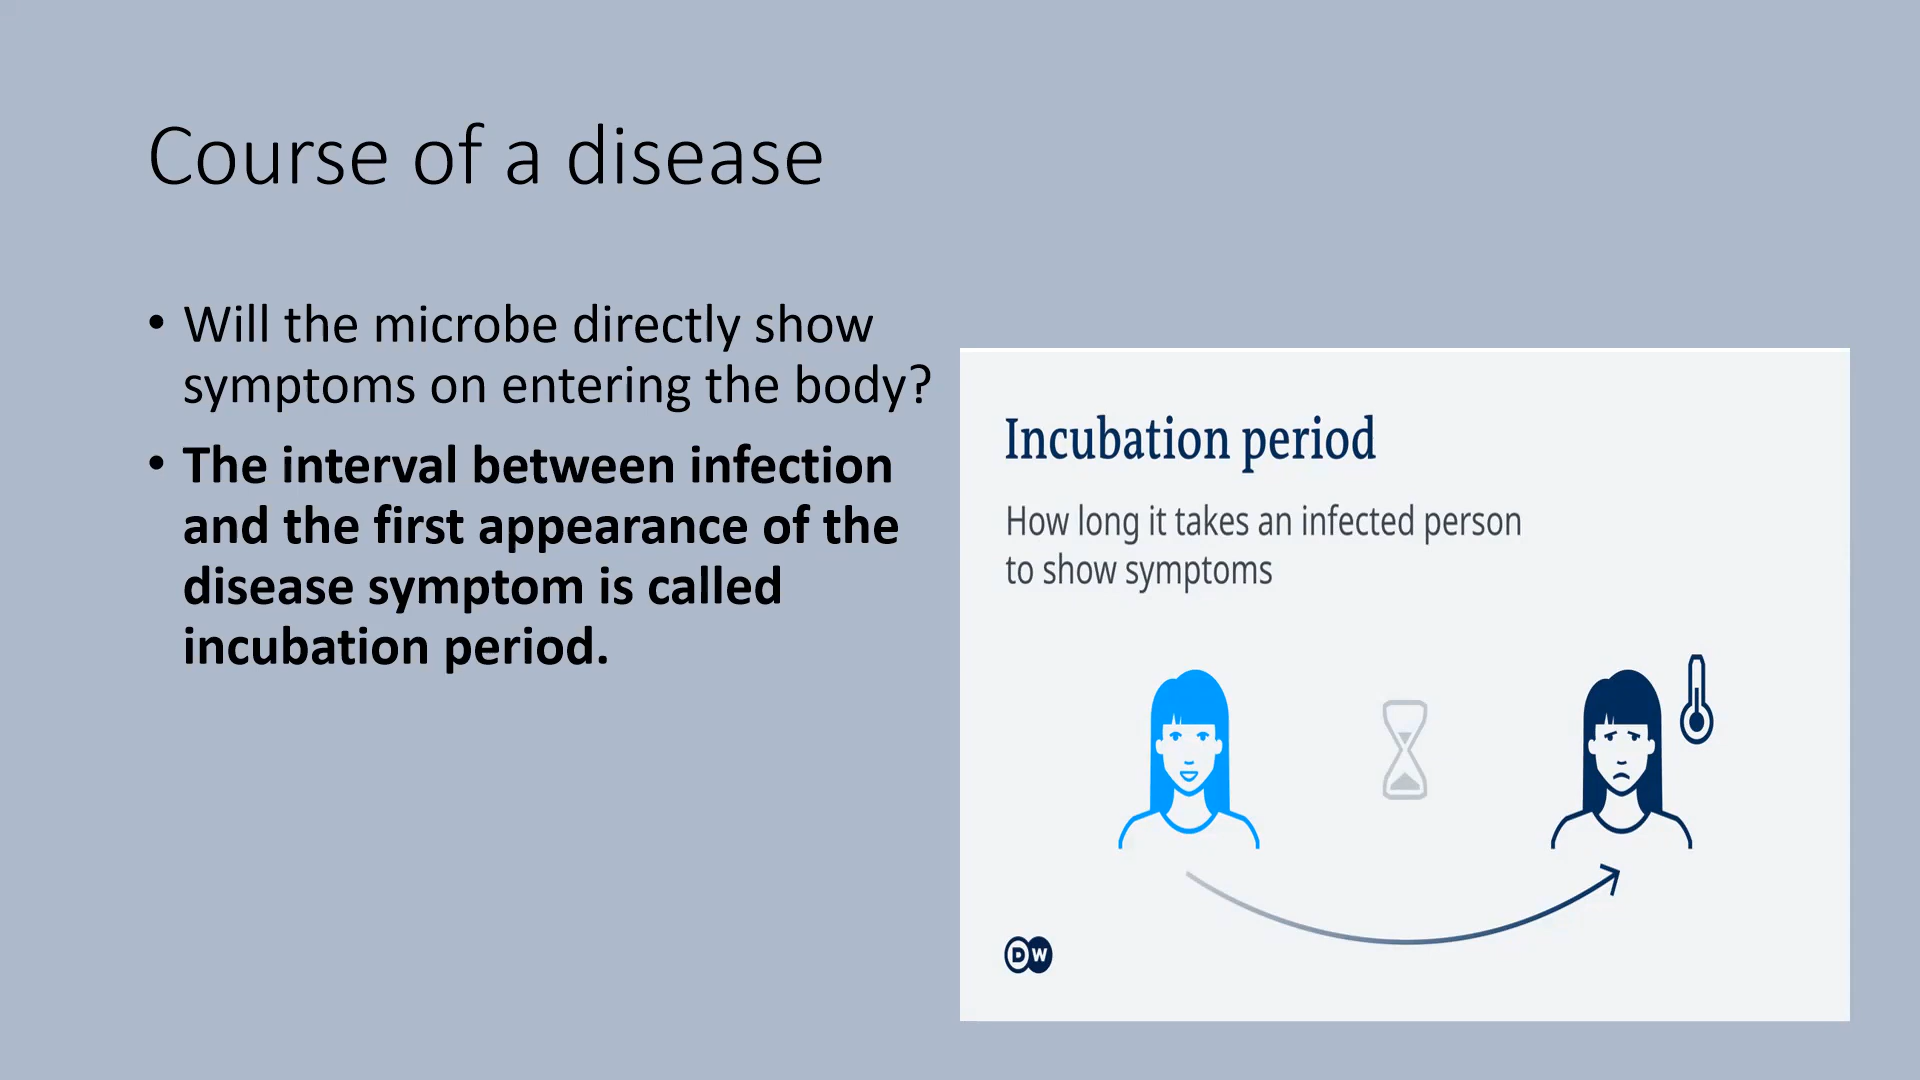 Course of a disease
• Will the microbe directly show
symptoms on entering the body?
• The interval between infection
and the first appearance of the
disease symptom is called
incubation period.
Incubation period
How long it takes an infected person
to show symptoms
DW